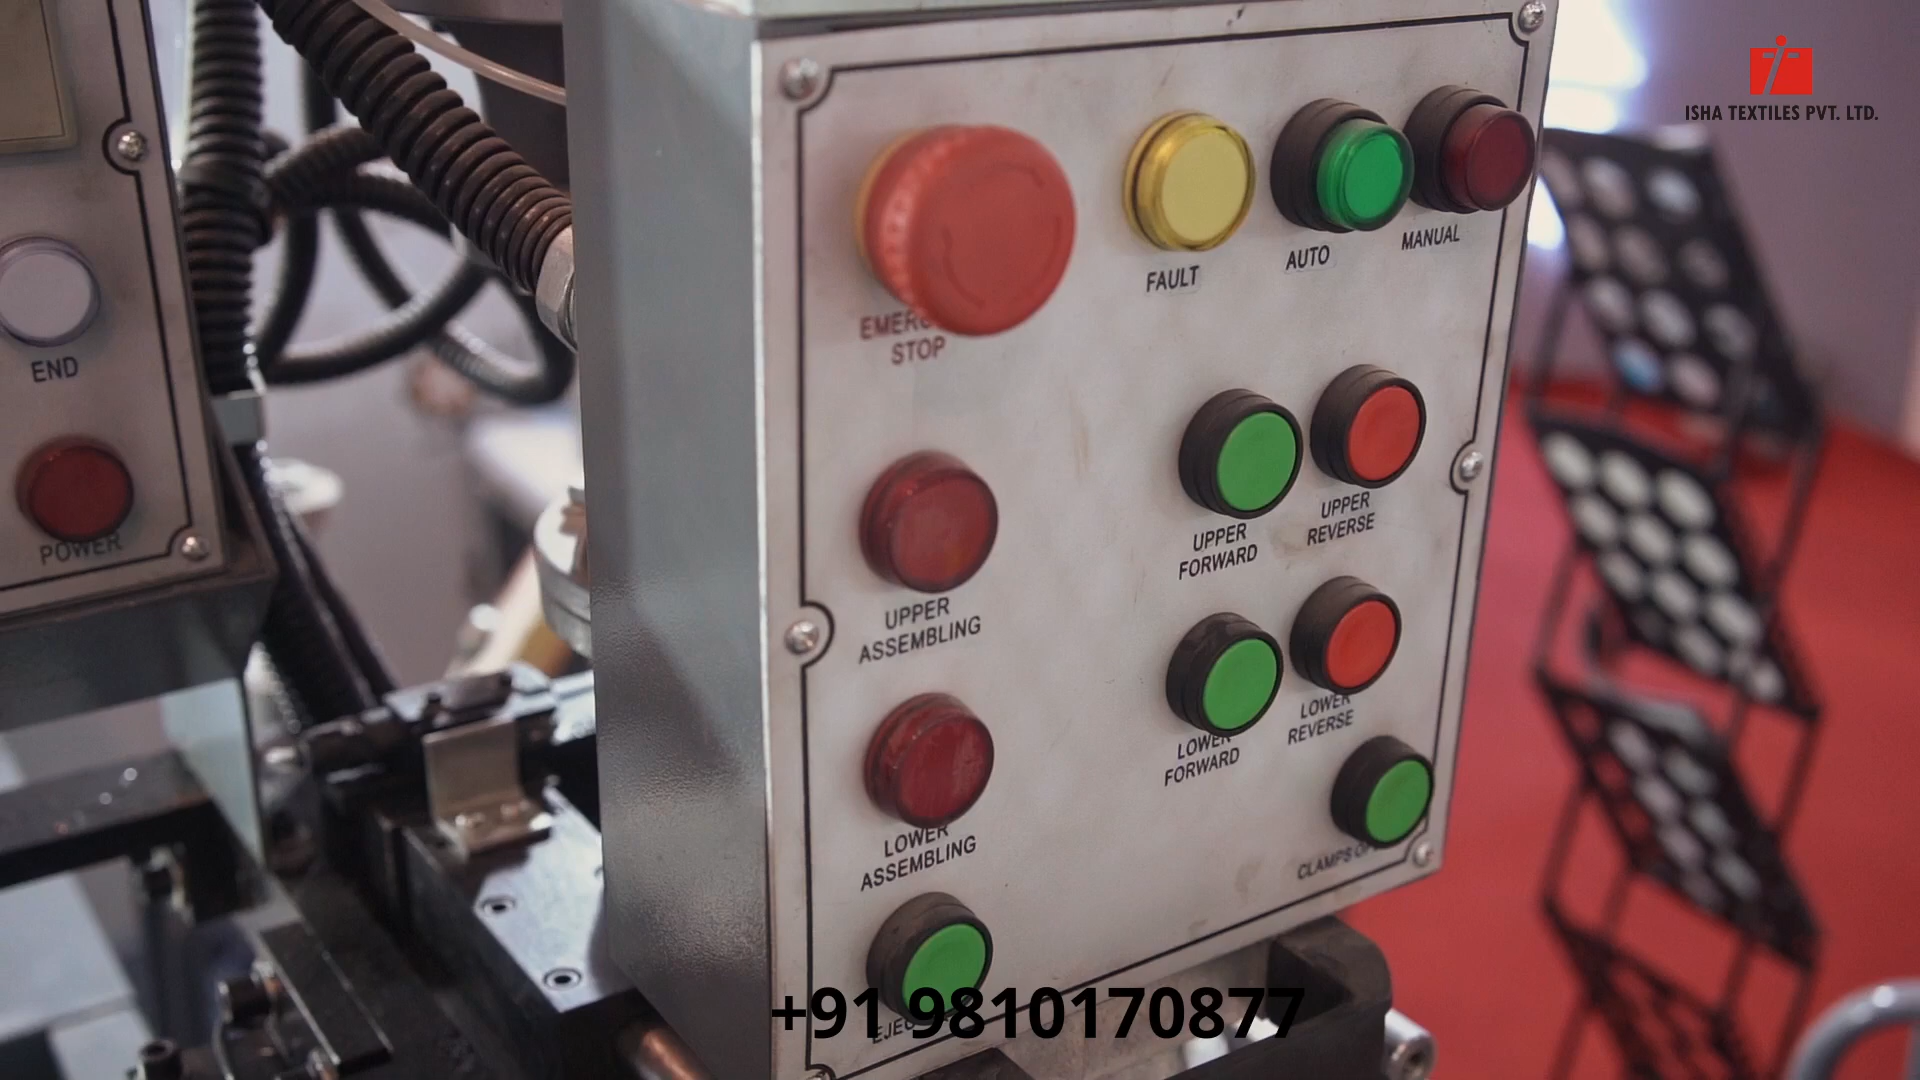 ISHA TEXTILES PVT. LTD.
END
POWER
STOP
FAULT
AUTO
MANUAL
UPPER
ASSEMBLING
UPPER
FORWARD
UPPER
REVERSE
LOWER
ASSEMBLING
LOWER
FORWARD
LOWER
REVERSE
CLAMPS
+91 9810170877